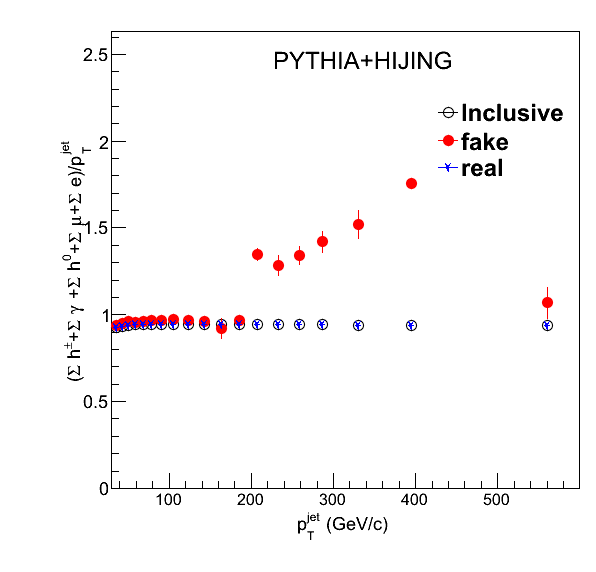 PYTHIA+HIJING
Inclusive
fake
real
(Σ h±+Σ γ +Σ h0+Σ μ+Σ e)/pTjet
2.5
2
1.5
1
0.5
0
100 200 300 400 500
pTjet (GeV/c)